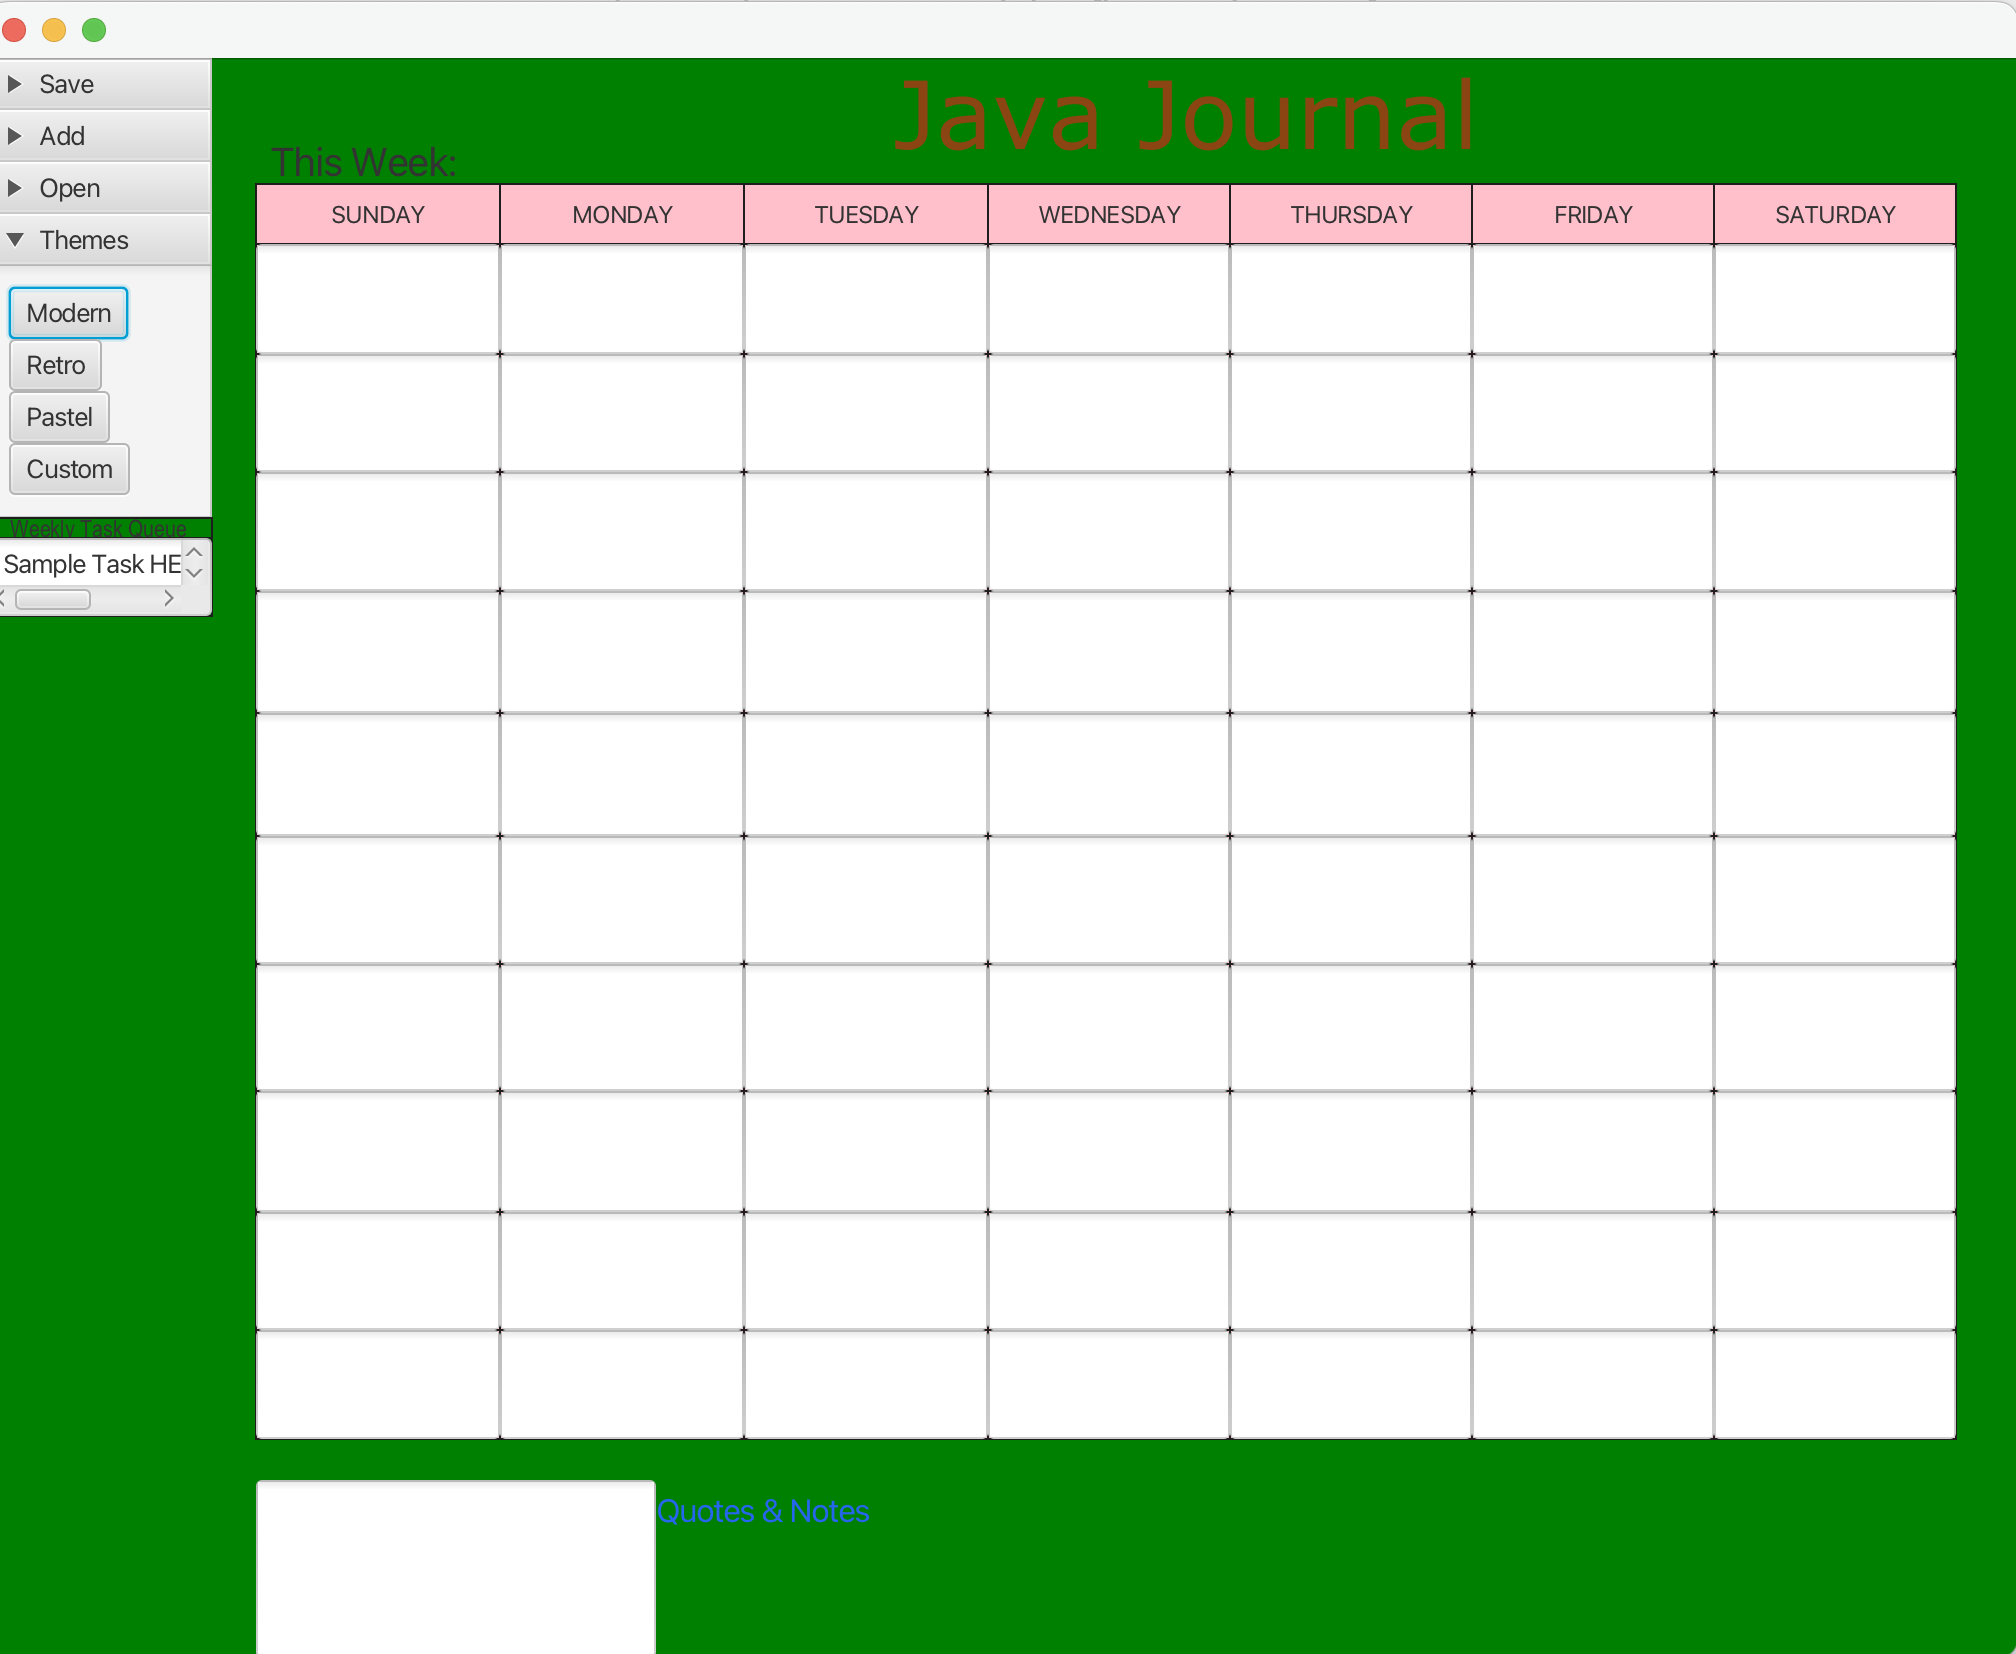 Java Journal
This Week:
Save
Add
Open
Themes
Modern
Retro
Pastel
Custom
Weekly Task Queue
Sample Task HE
SUNDAY MONDAY TUESDAY WEDNESDAY THURSDAY FRIDAY SATURDAY
Quotes & Notes